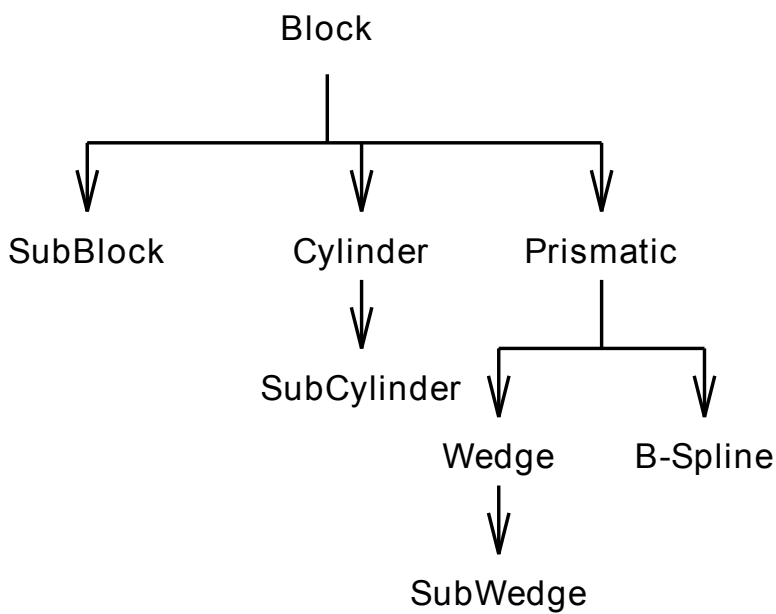 Block
SubBlock Cylinder Prismatic
SubCylinder
Wedge B-Spline
SubWedge